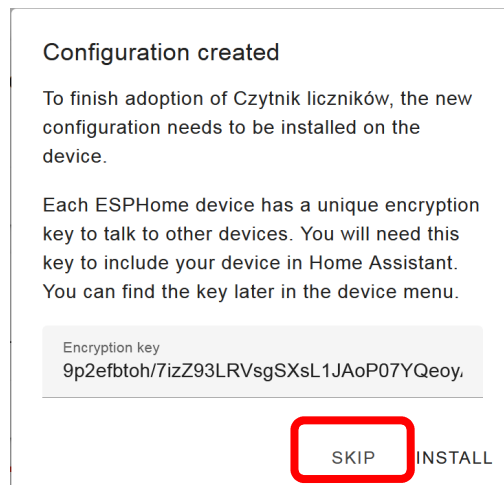 Configuration created
To finish adoption of Czytnik liczników, the new
configuration needs to be installed on the
device.
Each ESPHome device has a unique encryption
key to talk to other devices. You will need this
key to include your device in Home Assistant.
You can find the key later in the device menu.
Encryption key
9p2efbtoh/7izZ93LRVsgSXsL1JAoP07YQeoy
SKIP INSTALL